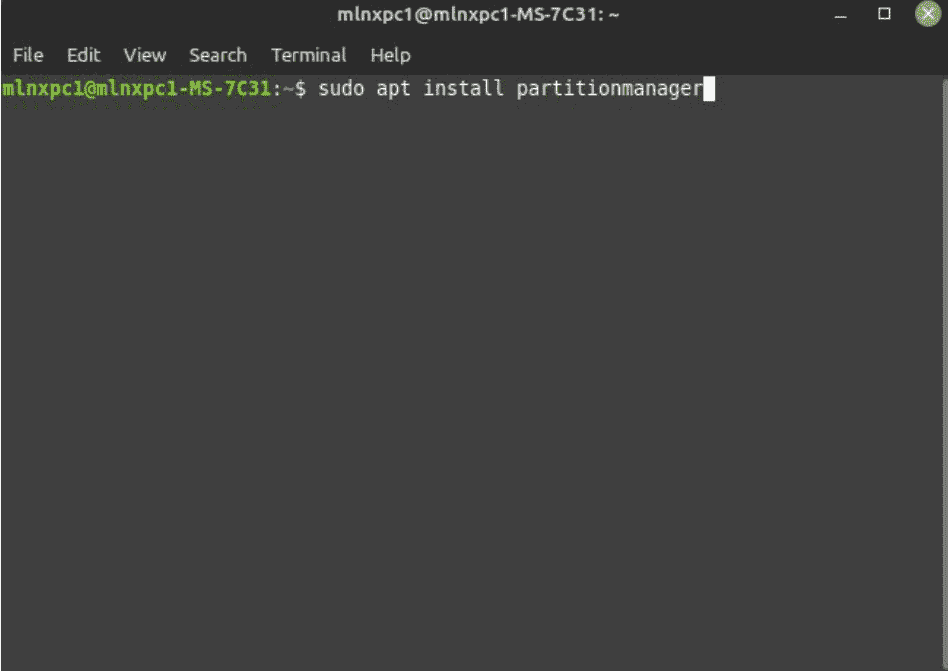 mlnxpc1@mlnxpc1-MS-7C31: ~
File Edit View Search Terminal Help
mlnxpc1@mlnxpc1-MS-7C31:~$ sudo apt install partitionmanager